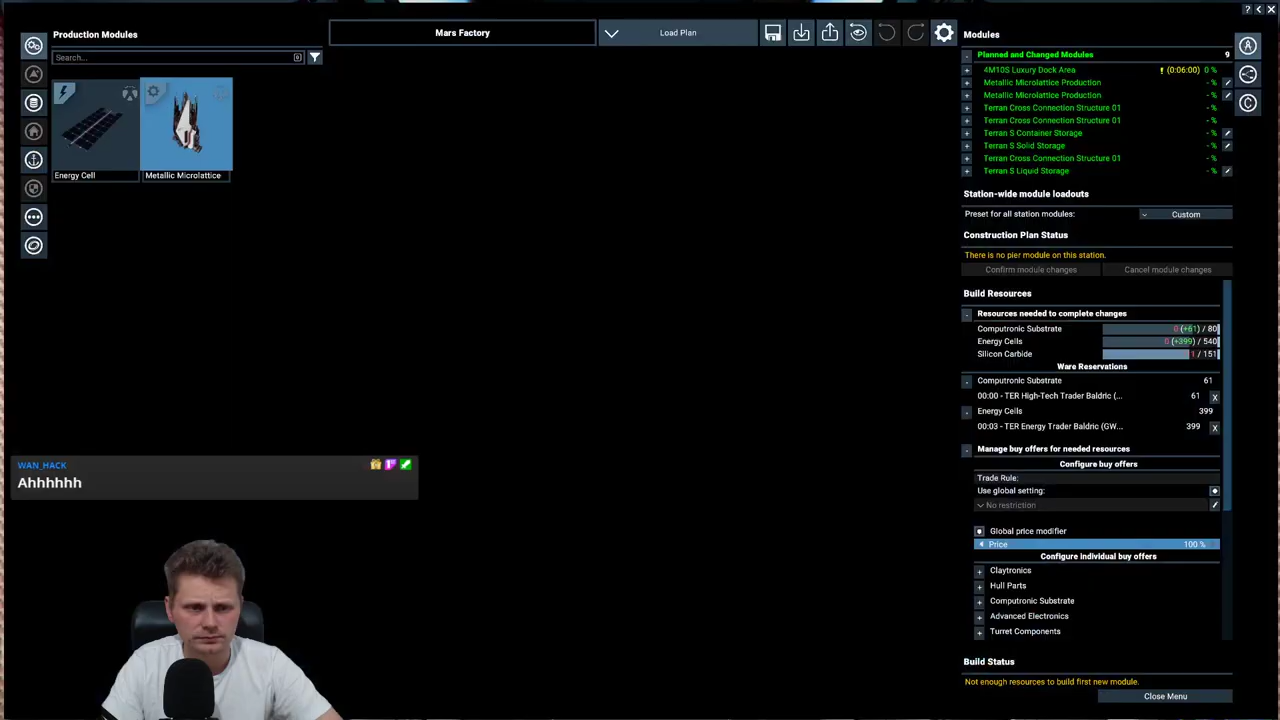 Production Modules
Search...
Energy Cell
Metallic Microlattice
Mars Factory
Load Plan
WAN_HACK
Ahhhhhh
Modules
Planned and Changed Modules 9
4M10S Luxury Dock Area ! (0:06:00) 0 %
Metallic Microlattice Production - %
Metallic Microlattice Production - %
Terran Cross Connection Structure 01 - %
Terran Cross Connection Structure 01 - %
Terran S Container Storage - %
Terran S Solid Storage - %
Terran Cross Connection Structure 01 - %
Terran S Liquid Storage - %
Station-wide module loadouts
Preset for all station modules: Custom
Construction Plan Status
There is no pier module on this station.
Confirm module changes Cancel module changes
Build Resources
Resources needed to complete changes
Computronic Substrate 0 (+61) / 80
Energy Cells 0 (+399) / 540
Silicon Carbide 1 / 151
Ware Reservations
Computronic Substrate 61
00:00 - TER High-Tech Trader Baldric (... 61 X
Energy Cells 399
00:03 - TER Energy Trader Baldric (GW... 399 X
Manage buy offers for needed resources
Configure buy offers
Trade Rule:
Use global setting:
No restriction
Global price modifier
Price 100 %
Configure individual buy offers
Claytronics
Hull Parts
Computronic Substrate
Advanced Electronics
Turret Components
Build Status
Not enough resources to build first new module.
Close Menu